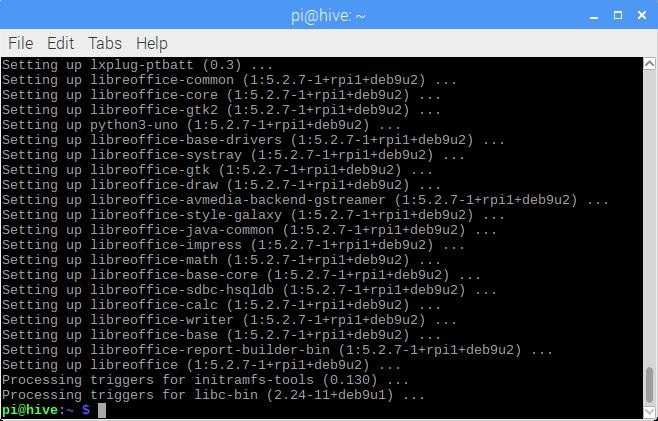 pi@hive: ~
File Edit Tabs Help
Setting up lxplug-ptbatt (0.3) ...
Setting up libreoffice-common (1:5.2.7-1+rpi1+deb9u2) ...
Setting up libreoffice-core (1:5.2.7-1+rpi1+deb9u2) ...
Setting up libreoffice-gtk2 (1:5.2.7-1+rpi1+deb9u2) ...
Setting up python3-uno (1:5.2.7-1+rpi1+deb9u2) ...
Setting up libreoffice-base-drivers (1:5.2.7-1+rpi1+deb9u2) ...
Setting up libreoffice-systray (1:5.2.7-1+rpi1+deb9u2) ...
Setting up libreoffice-gtk (1:5.2.7-1+rpi1+deb9u2) ...
Setting up libreoffice-draw (1:5.2.7-1+rpi1+deb9u2) ...
Setting up libreoffice-avmedia-backend-gstreamer (1:5.2.7-1+rpi1+deb9u2) ...
Setting up libreoffice-style-galaxy (1:5.2.7-1+rpi1+deb9u2) ...
Setting up libreoffice-java-common (1:5.2.7-1+rpi1+deb9u2) ...
Setting up libreoffice-impress (1:5.2.7-1+rpi1+deb9u2) ...
Setting up libreoffice-math (1:5.2.7-1+rpi1+deb9u2) ...
Setting up libreoffice-base-core (1:5.2.7-1+rpi1+deb9u2) ...
Setting up libreoffice-sdbc-hsqldb (1:5.2.7-1+rpi1+deb9u2) ...
Setting up libreoffice-calc (1:5.2.7-1+rpi1+deb9u2) ...
Setting up libreoffice-writer (1:5.2.7-1+rpi1+deb9u2) ...
Setting up libreoffice-base (1:5.2.7-1+rpi1+deb9u2) ...
Setting up libreoffice-report-builder-bin (1:5.2.7-1+rpi1+deb9u2) ...
Setting up libreoffice (1:5.2.7-1+rpi1+deb9u2) ...
Processing triggers for initramfs-tools (0.130) ...
Processing triggers for libc-bin (2.24-11+deb9u1) ...
pi@hive:~ $